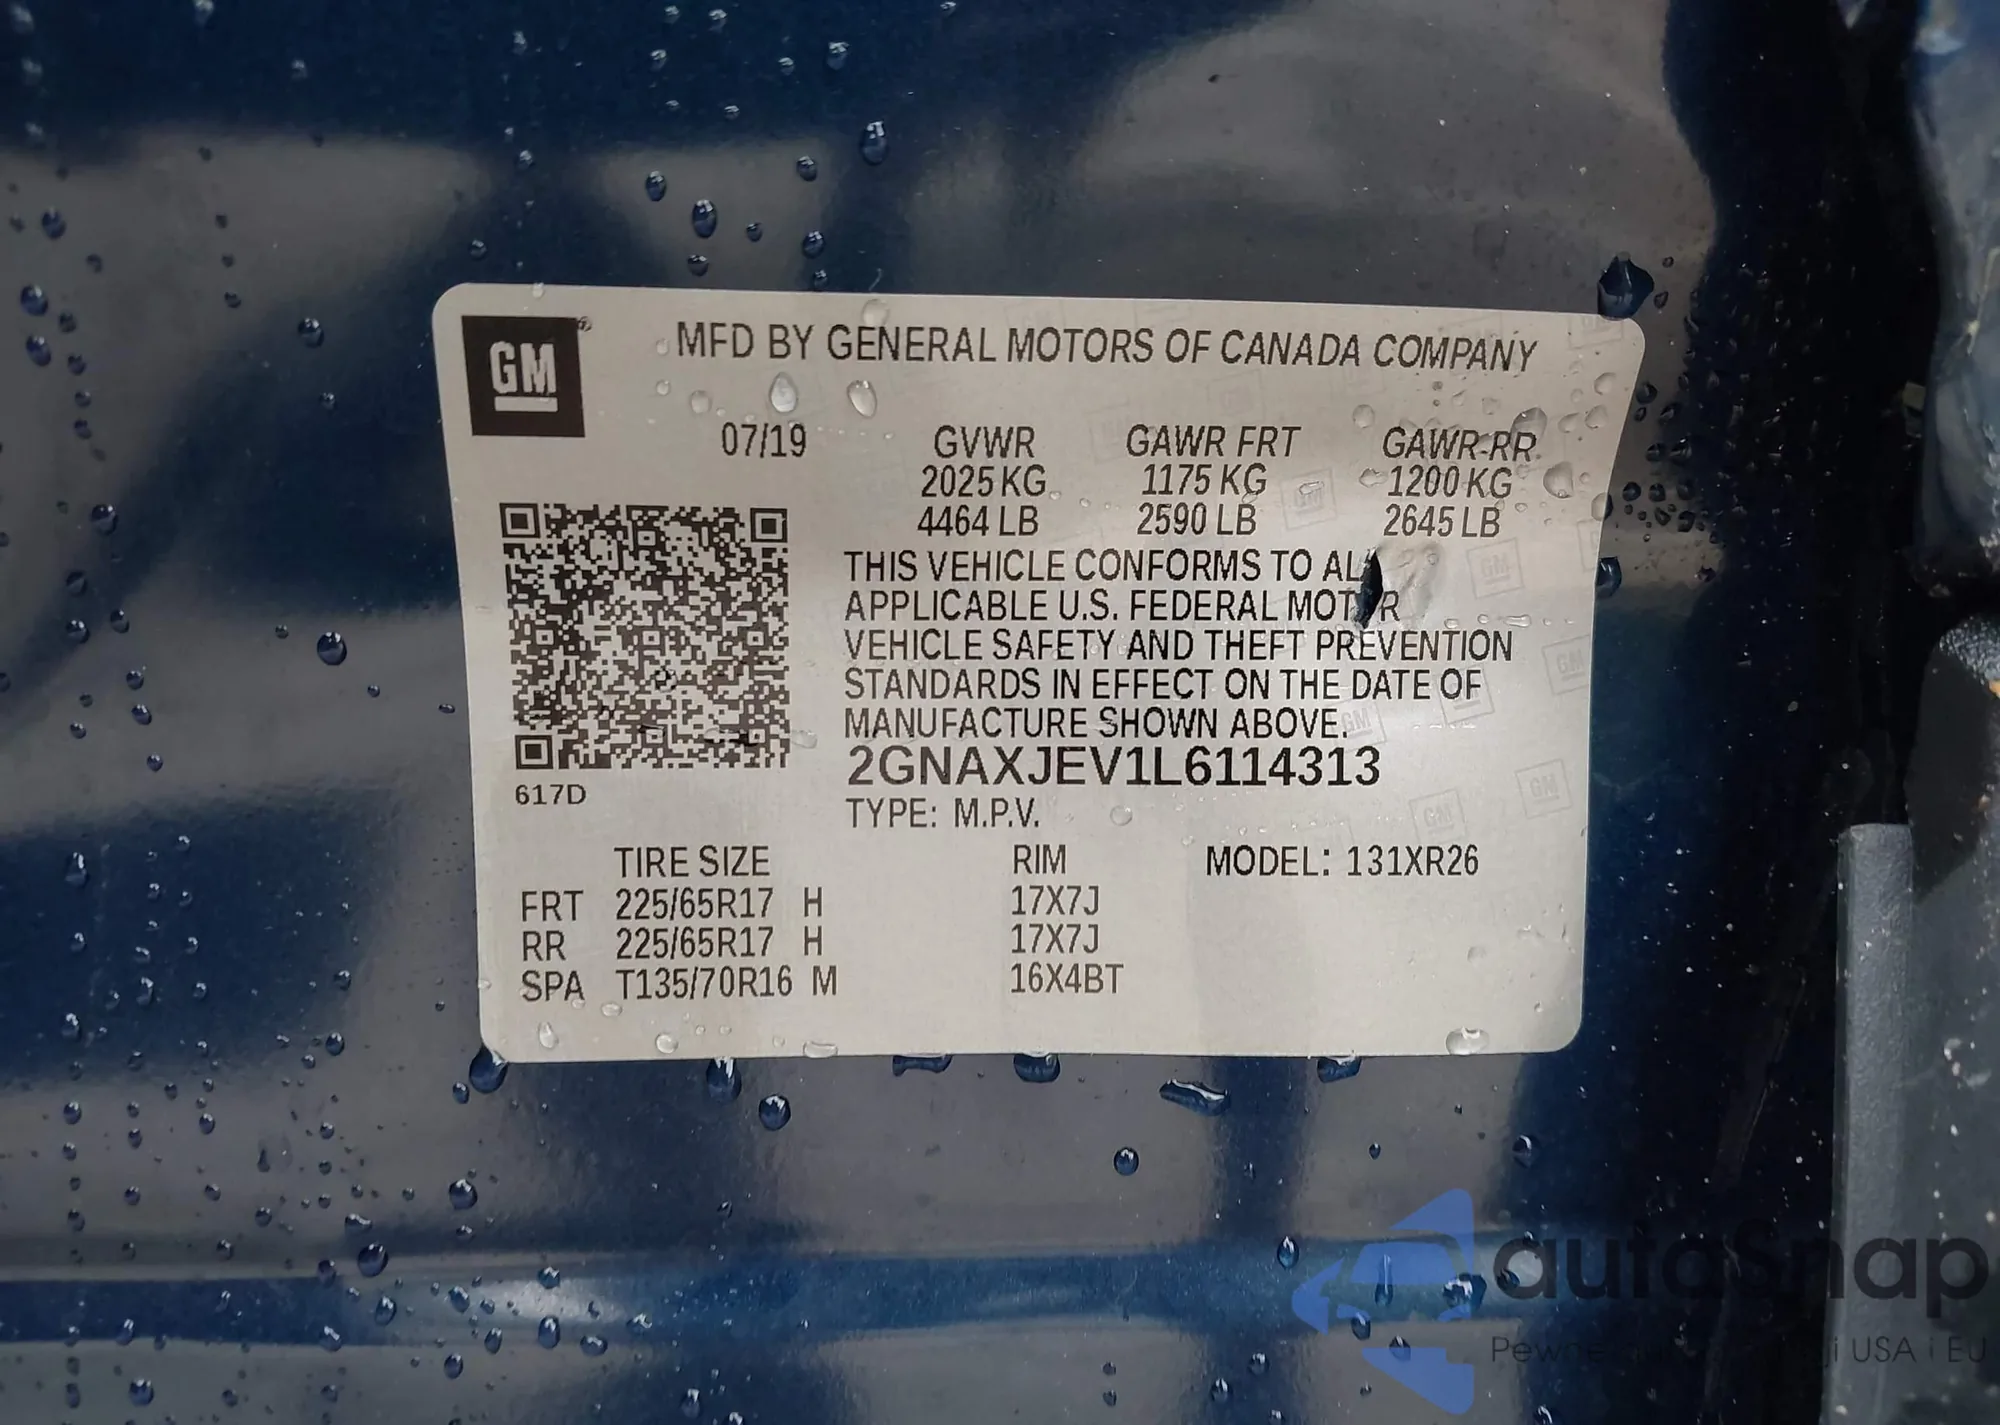 GM
MFD BY GENERAL MOTORS OF CANADA COMPANY
07/19 GVWR GAWR FRT GAWR RR
2025 KG 1175 KG 1200 KG
4464 LB 2590 LB 2645 LB
THIS VEHICLE CONFORMS TO AL
APPLICABLE U.S. FEDERAL MOT R
VEHICLE SAFETY AND THEFT PREVENTION
STANDARDS IN EFFECT ON THE DATE OF
MANUFACTURE SHOWN ABOVE.
2GNAXJEV1L6114313
617D
TYPE: M.P.V.
TIRE SIZE RIM MODEL: 131XR26
FRT 225/65R17 H 17X7J
RR 225/65R17 H 17X7J
SPA T135/70R16 M 16X4BT
autaSnap
USA i EU